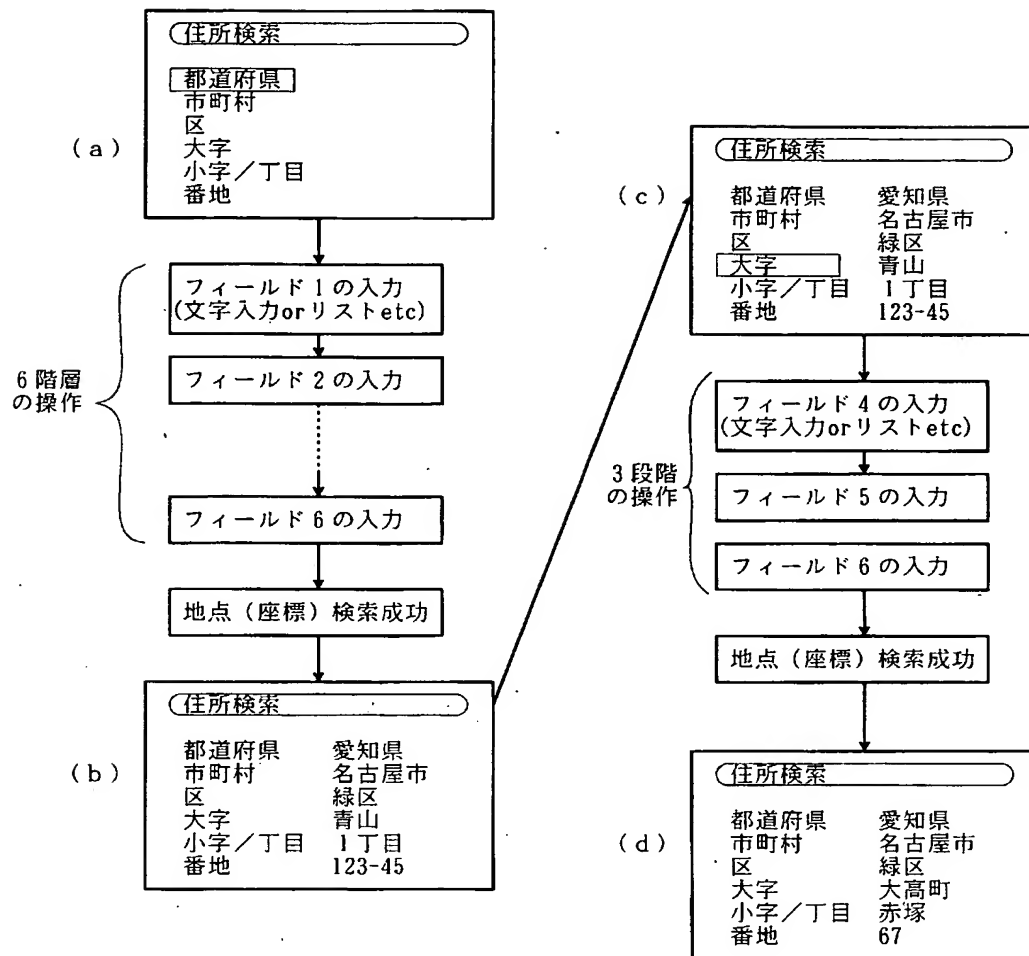 住所検索
都道府県
市町村
区
大字
小字／丁目
番地
(a)
フィールド1の入力
(文字入力orリストetc)
フィールド2の入力
6階層
の操作
フィールド6の入力
地点（座標）検索成功
住所検索
都道府県 愛知県
市町村 名古屋市
区 緑区
大字 青山
小字／丁目 1丁目
番地 123-45
(b)
住所検索
都道府県 愛知県
市町村 名古屋市
区 緑区
大字 青山
小字／丁目 1丁目
番地 123-45
(c)
フィールド4の入力
(文字入力orリストetc)
3段階
の操作
フィールド5の入力
フィールド6の入力
地点（座標）検索成功
住所検索
都道府県 愛知県
市町村 名古屋市
区 緑区
大字 大高町
小字／丁目 赤塚
番地 67
(d)